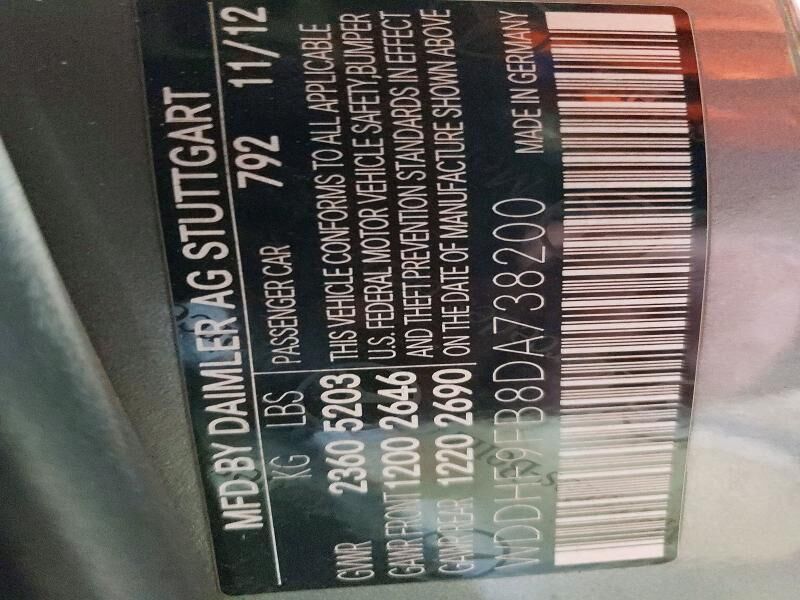 MFD BY DAIMLER AG STUTTGART
KG LBS PASSENGER CAR 792 11/12
GVWR 2360 5203 THIS VEHICLE CONFORMS TO ALL APPLICABLE
GAWR FRONT 1200 2646 U.S. FEDERAL MOTOR VEHICLE SAFETY,BUMPER
GAWR REAR 1220 2690 AND THEFT PREVENTION STANDARDS IN EFFECT
ON THE DATE OF MANUFACTURE SHOWN ABOVE
WDDHF9FB8DA738200 MADE IN GERMANY